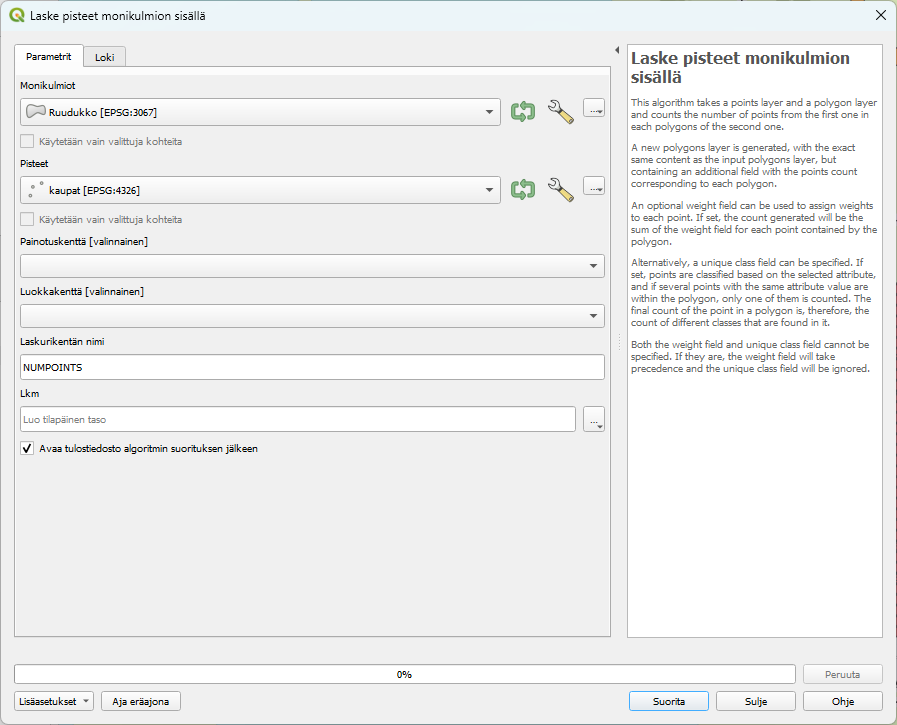 Laske pisteet monikulmion sisällä
Parametrit
Loki
Monikulmiot
Ruudukko [EPSG:3067]
...
Käytetään vain valittuja kohteita
Pisteet
kaupat [EPSG:4326]
...
Käytetään vain valittuja kohteita
Painotuskenttä [valinnainen]
Luokkakenttä [valinnainen]
Laskurikentän nimi
NUMPOINTS
Lkm
Luo tilapäinen taso
...
Avaa tulostiedosto algoritmin suorituksen jälkeen
Laske pisteet monikulmion
sisällä
This algorithm takes a points layer and a polygon layer
and counts the number of points from the first one in
each polygons of the second one.
A new polygons layer is generated, with the exact
same content as the input polygons layer, but
containing an additional field with the points count
corresponding to each polygon.
An optional weight field can be used to assign weights
to each point. If set, the count generated will be the
sum of the weight field for each point contained by the
polygon.
Alternatively, a unique class field can be specified. If
set, points are classified based on the selected attribute,
and if several points with the same attribute value are
within the polygon, only one of them is counted. The
final count of the point in a polygon is, therefore, the
count of different classes that are found in it.
Both the weight field and unique class field cannot be
specified. If they are, the weight field will take
precedence and the unique class field will be ignored.
0%
Peruuta
Lisäasetukset
Aja eräajona
Suorita
Sulje
Ohje